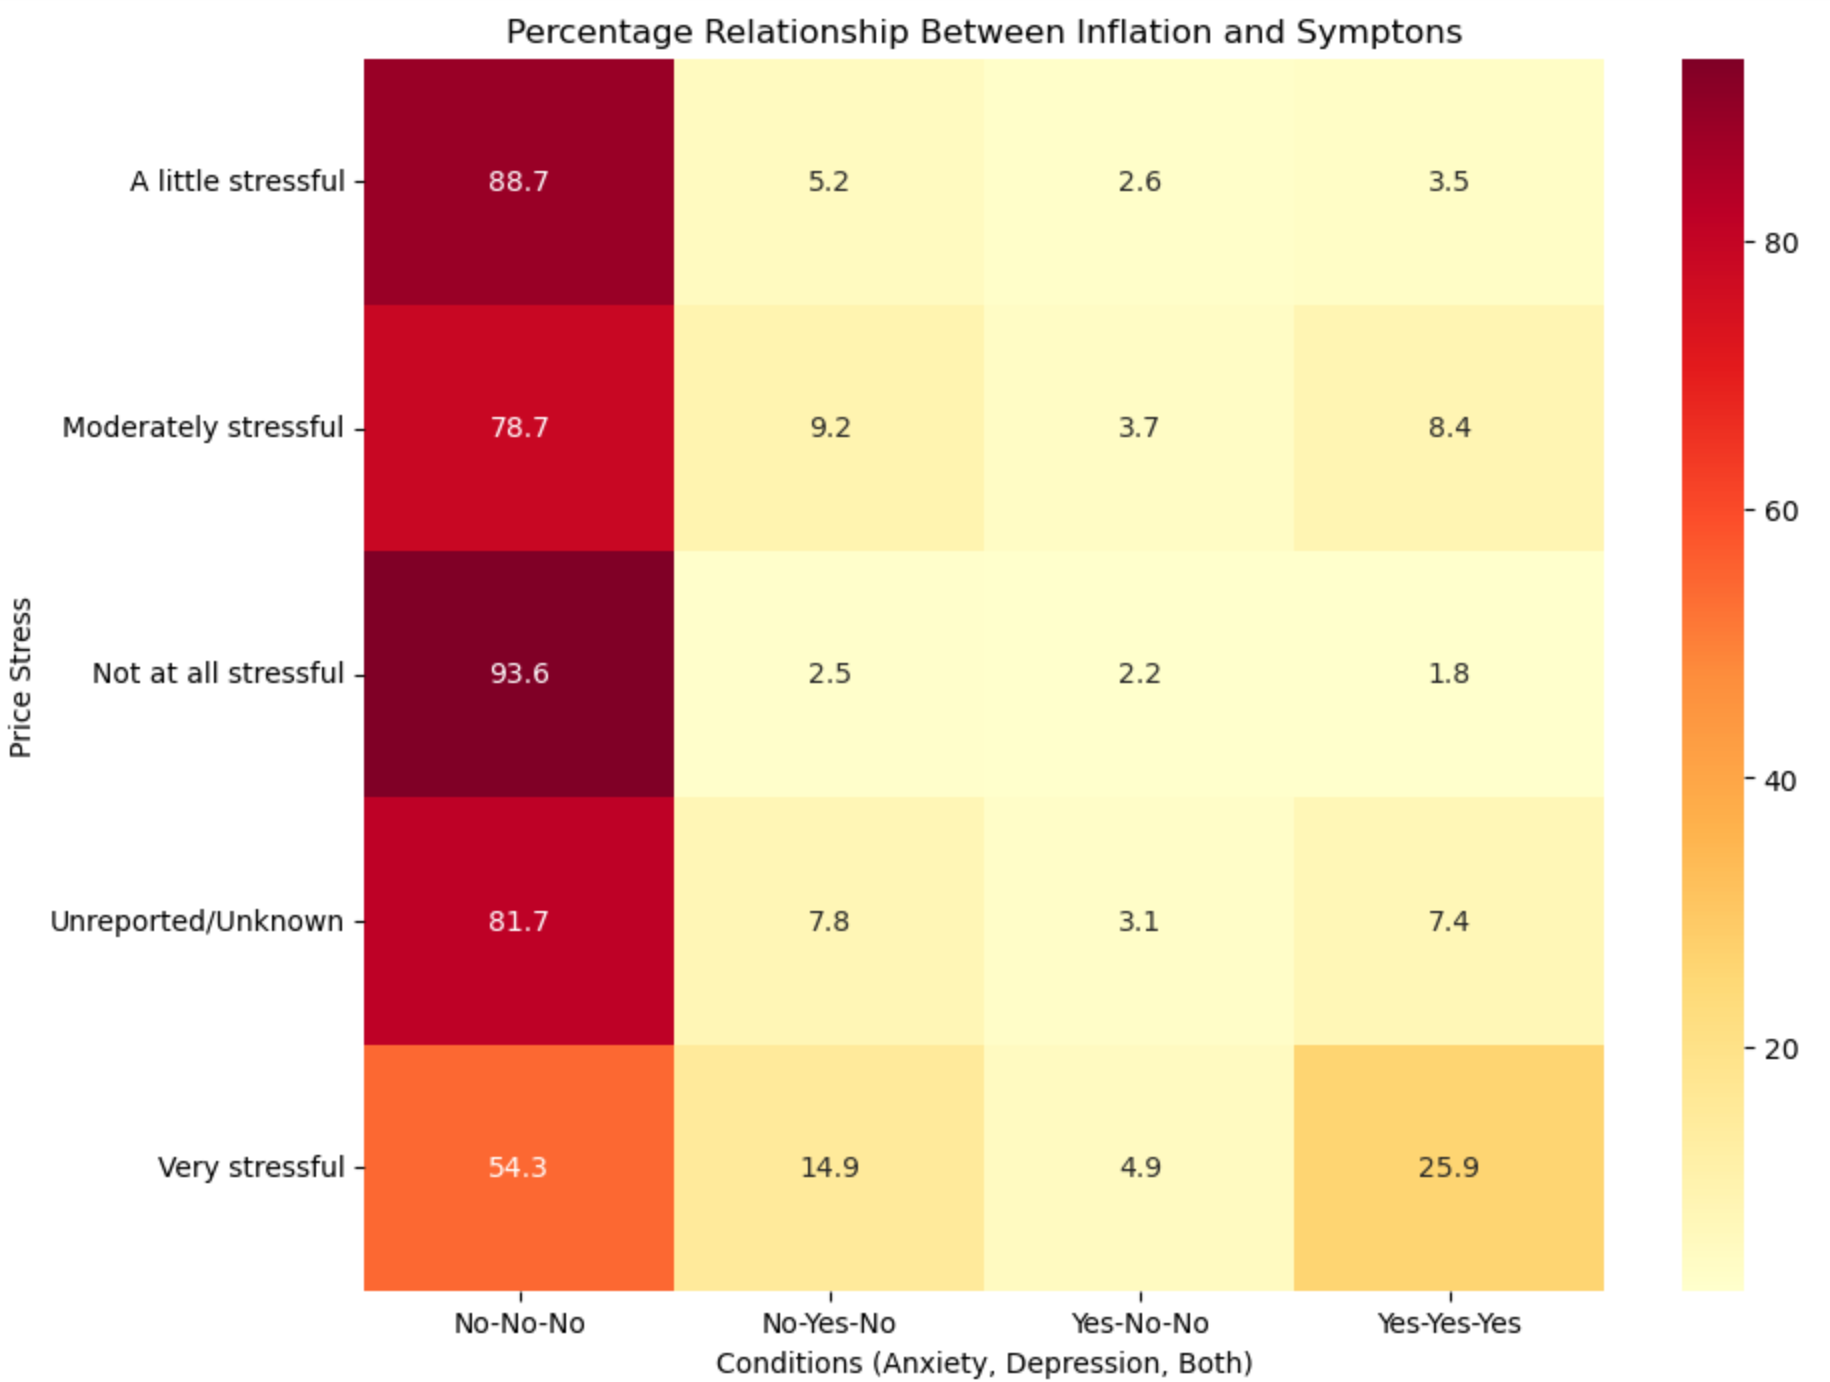 Percentage Relationship Between Inflation and Symptons
Price Stress
A little stressful 88.7 5.2 2.6 3.5
Moderately stressful 78.7 9.2 3.7 8.4
Not at all stressful 93.6 2.5 2.2 1.8
Unreported/Unknown 81.7 7.8 3.1 7.4
Very stressful 54.3 14.9 4.9 25.9
No-No-No No-Yes-No Yes-No-No Yes-Yes-Yes
Conditions (Anxiety, Depression, Both)
80
60
40
20